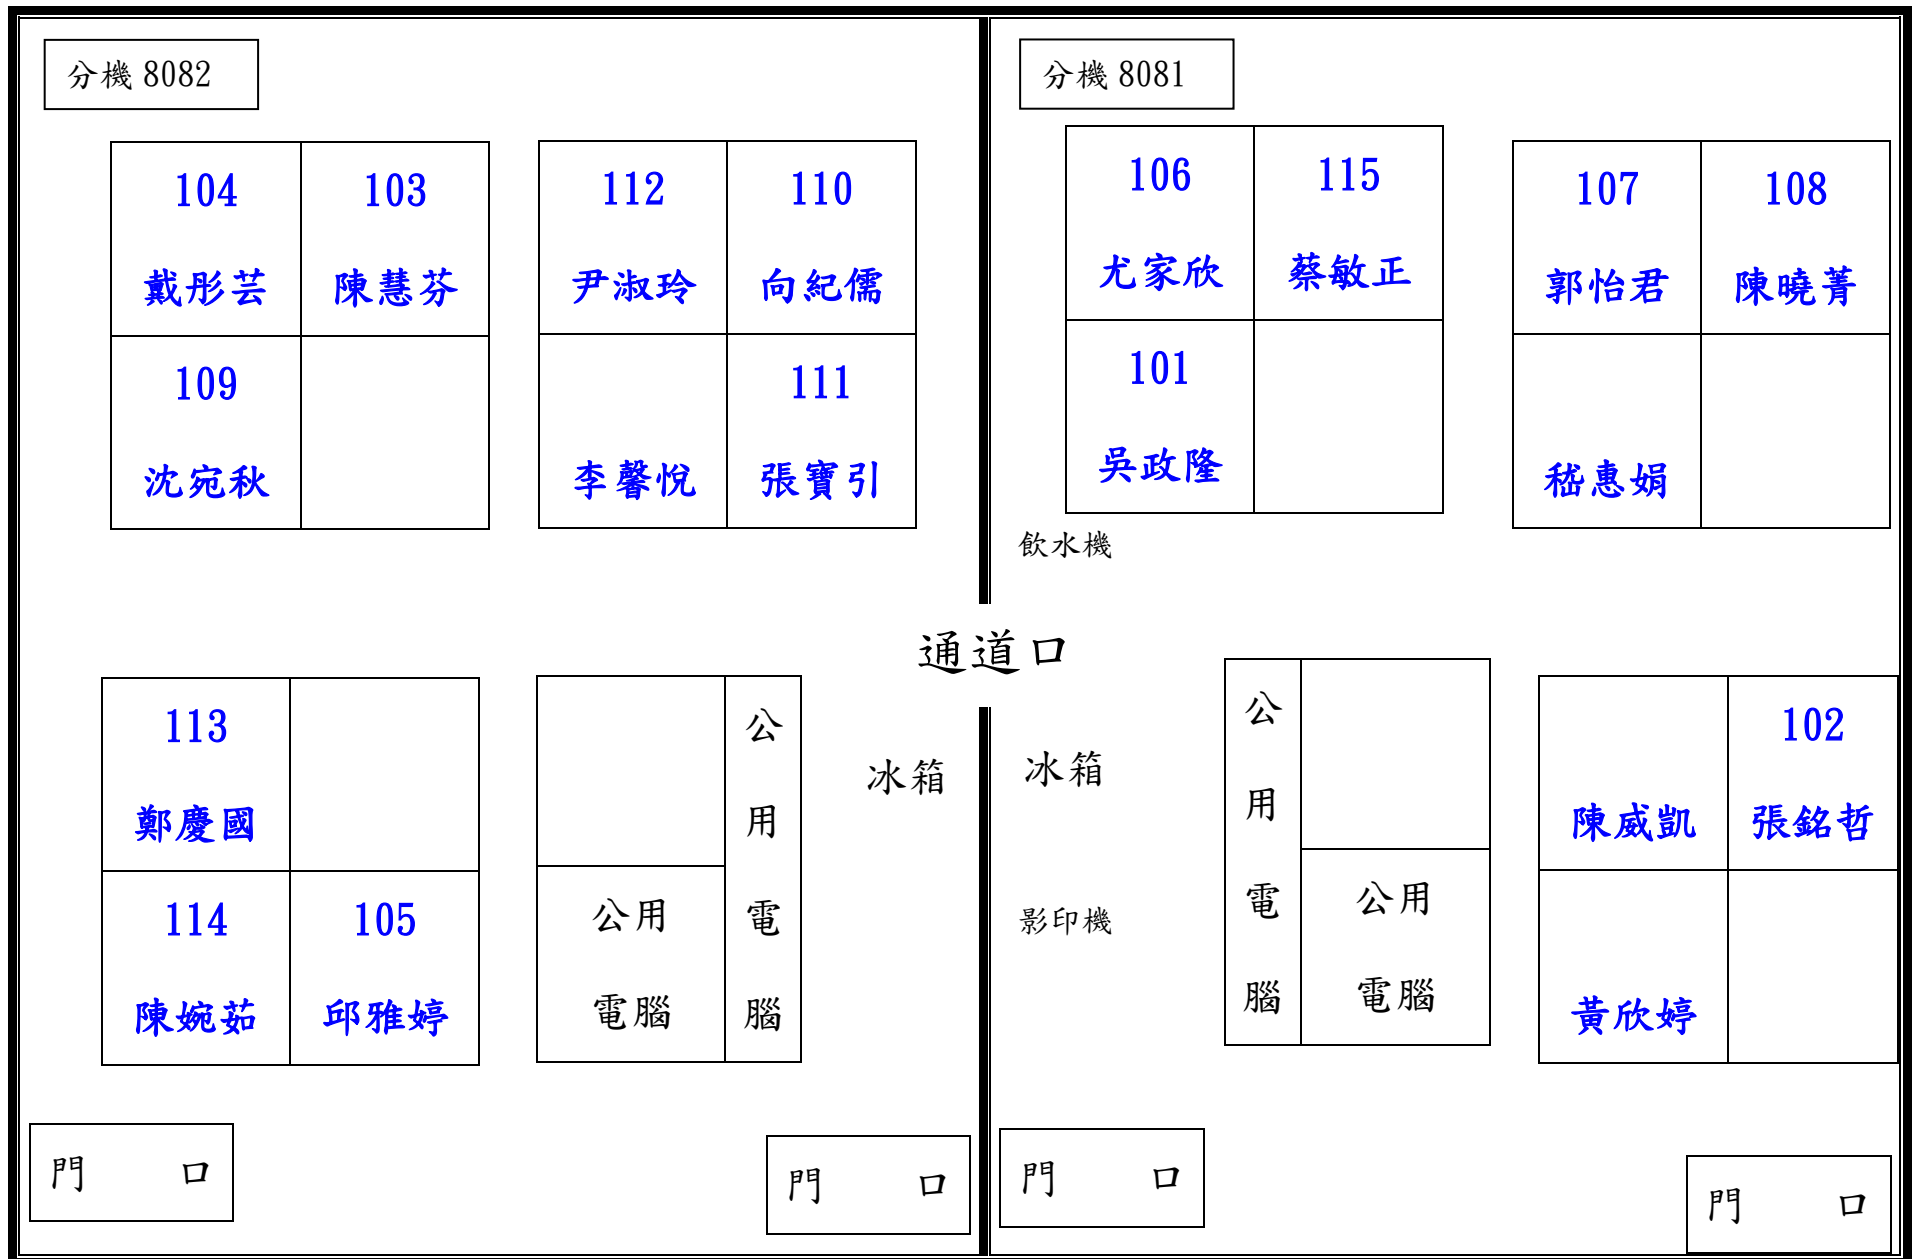 分機 8082
104
戴彤芸
103
陳慧芬
109
沈宛秋
112
尹淑玲
110
向紀儒
李馨悅
111
張寶引
113
鄭慶國
114
陳婉茹
105
邱雅婷
公用電腦
公用
電腦
冰箱
門 口
門 口
通道口
分機 8081
106
尤家欣
115
蔡敏正
101
吳政隆
107
郭怡君
108
陳曉菁
嵇惠娟
飲水機
冰箱
影印機
公用電腦
公用
電腦
陳威凱
102
張銘哲
黃欣婷
門 口
門 口